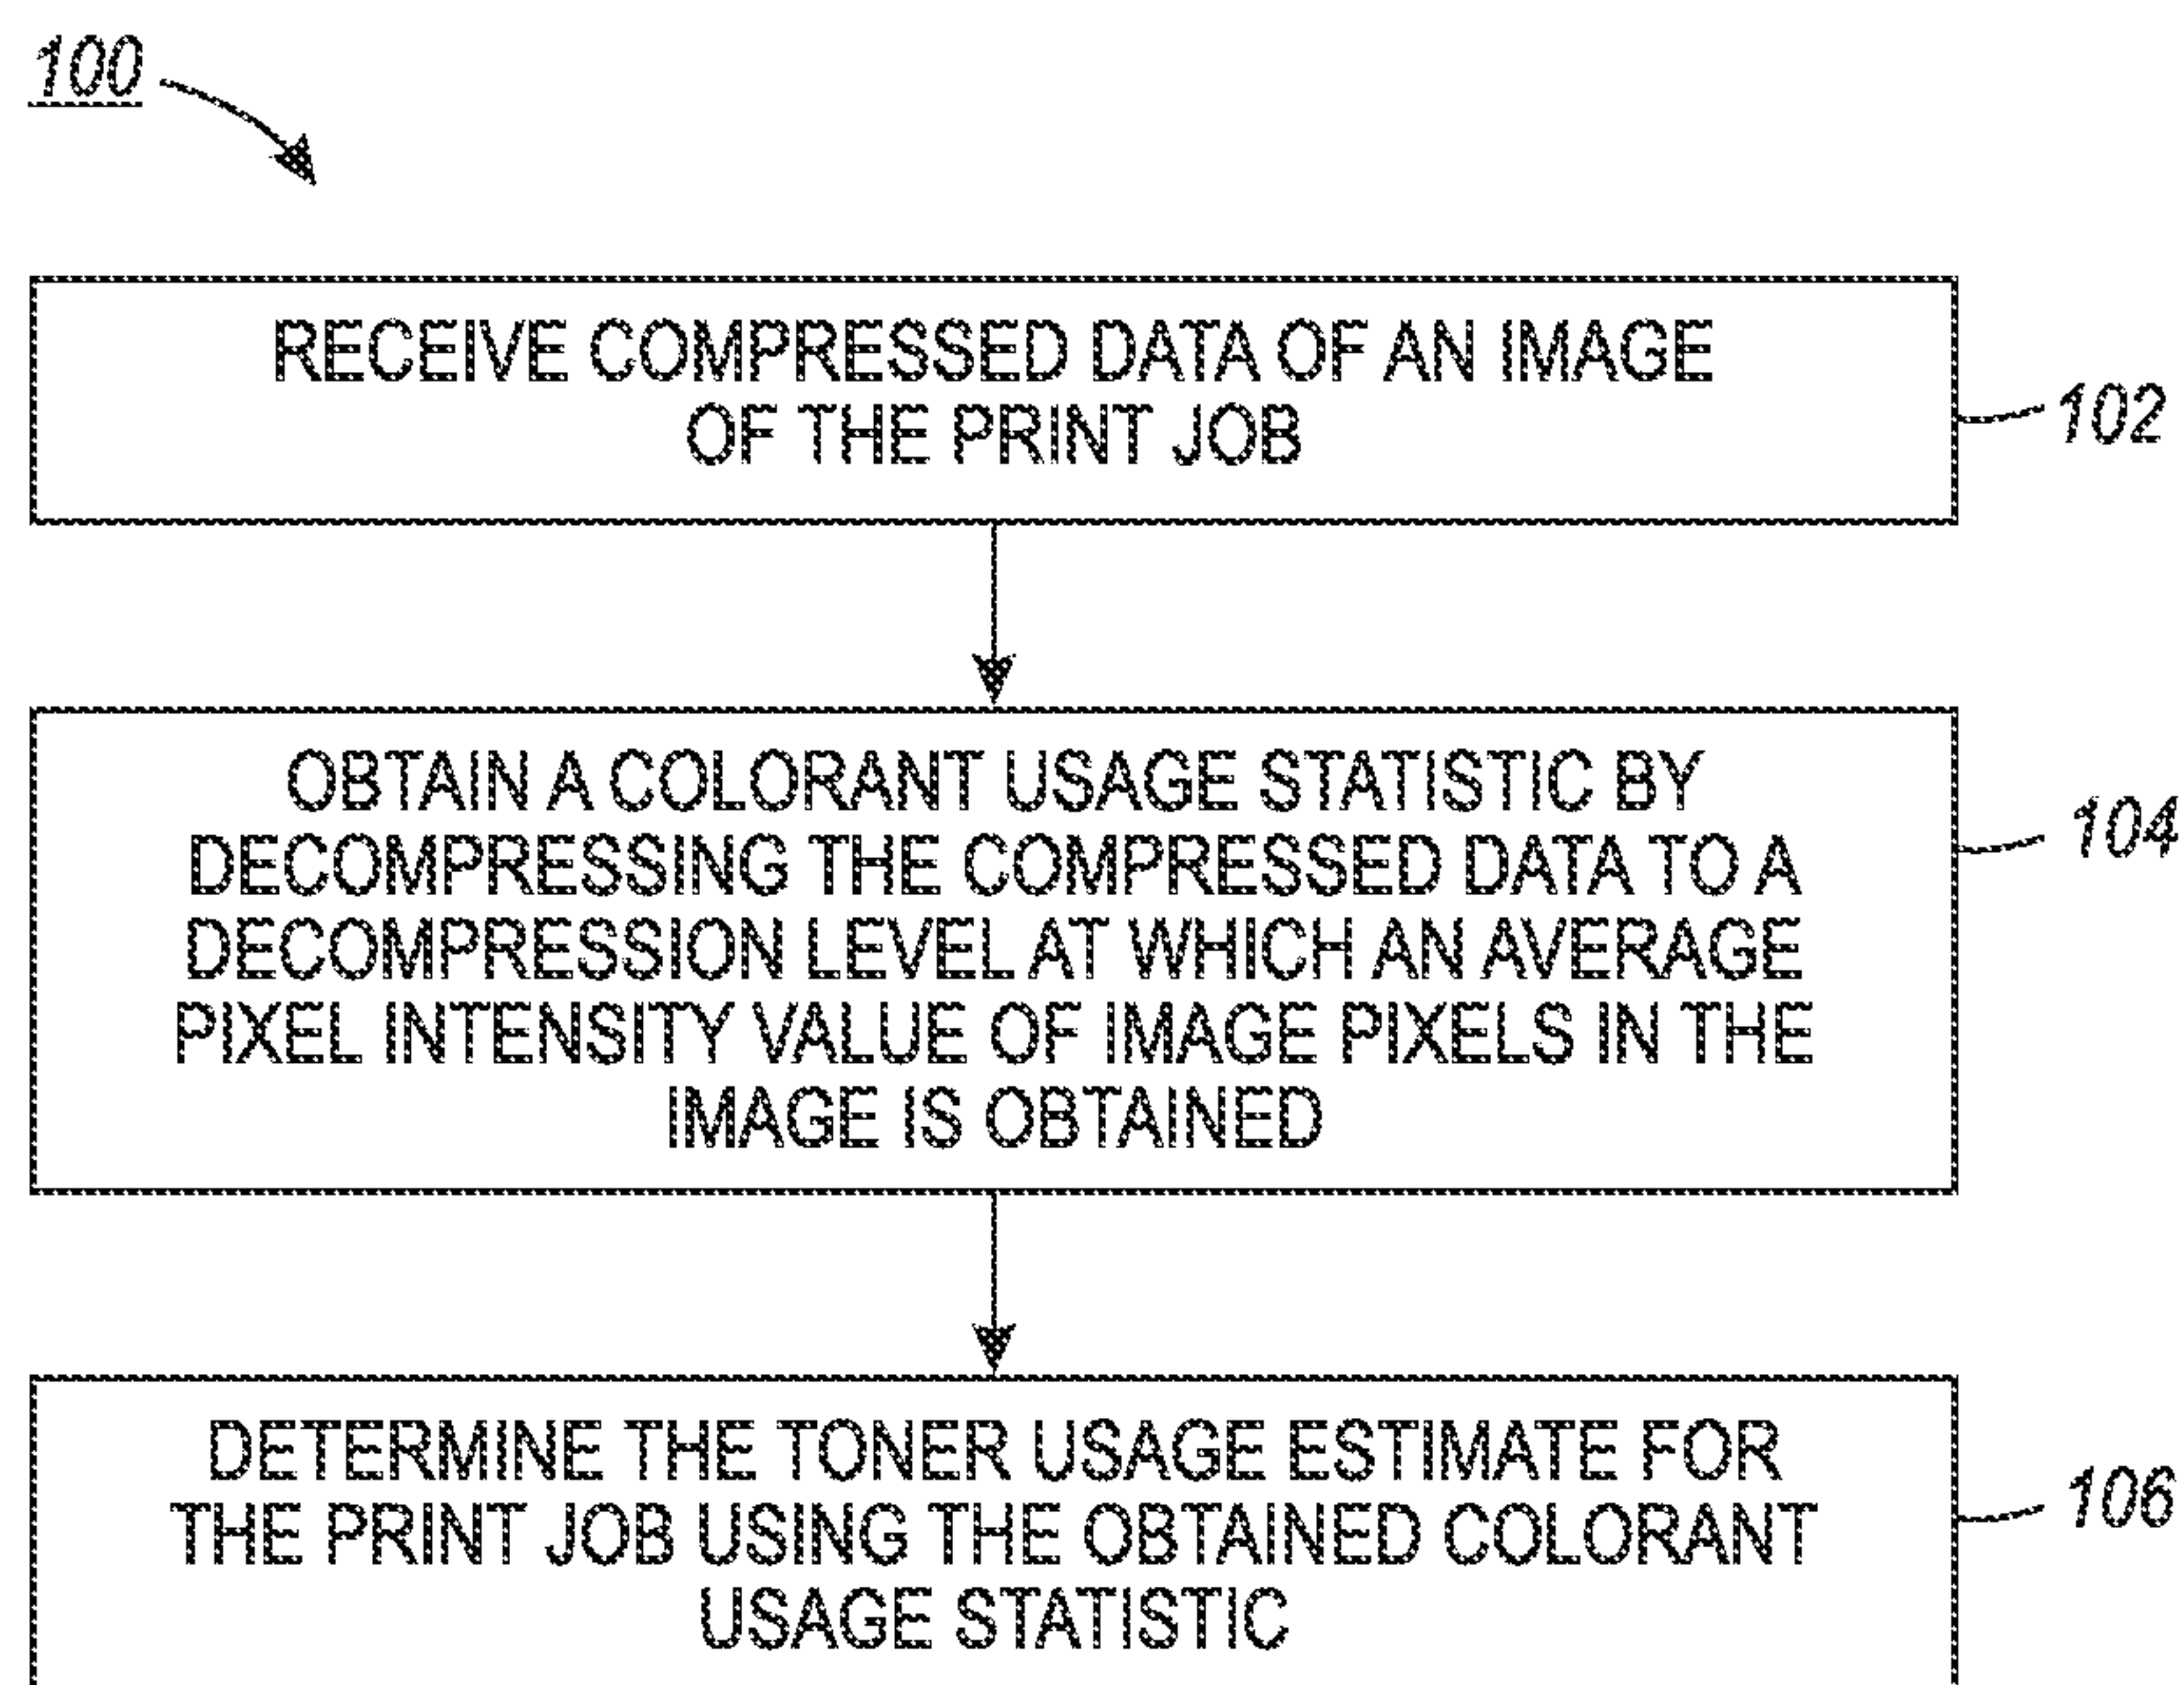 100
RECEIVE COMPRESSED DATA OF AN IMAGE
OF THE PRINT JOB
102
OBTAIN A COLORANT USAGE STATISTIC BY
DECOMPRESSING THE COMPRESSED DATA TO A
DECOMPRESSION LEVEL AT WHICH AN AVERAGE
PIXEL INTENSITY VALUE OF IMAGE PIXELS IN THE
IMAGE IS OBTAINED
104
DETERMINE THE TONER USAGE ESTIMATE FOR
THE PRINT JOB USING THE OBTAINED COLORANT
USAGE STATISTIC
106